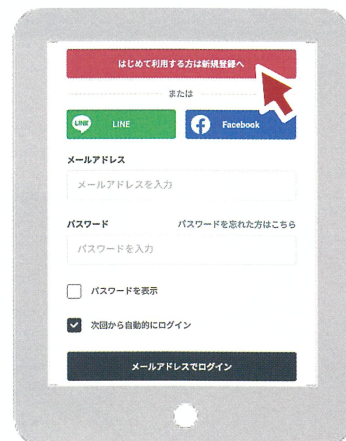 はじめて利用する方は新規登録へ
または
LINE LINE
Facebook
メールアドレス
メールアドレスを入力
パスワード パスワードを忘れた方はこちら
パスワードを入力
パスワードを表示
次回から自動的にログイン
メールアドレスでログイン